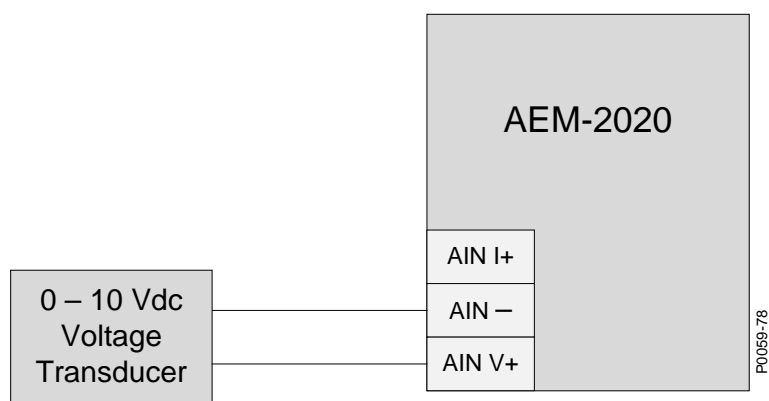 AEM-2020
AIN I+
AIN –
AIN V+
0 – 10 Vdc
Voltage
Transducer
P0059-78